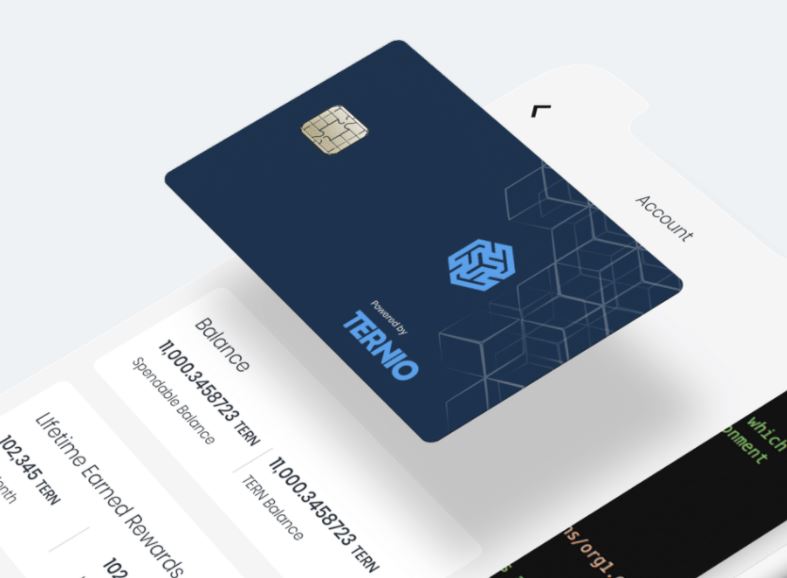 Account
Powered by
TERNIO
Balance
11,000.3458723 TERN
Spendable Balance
11,000.3458723 TERN
TERN Balance
Lifetime Earned Rewards
102,345 TERN
102
which